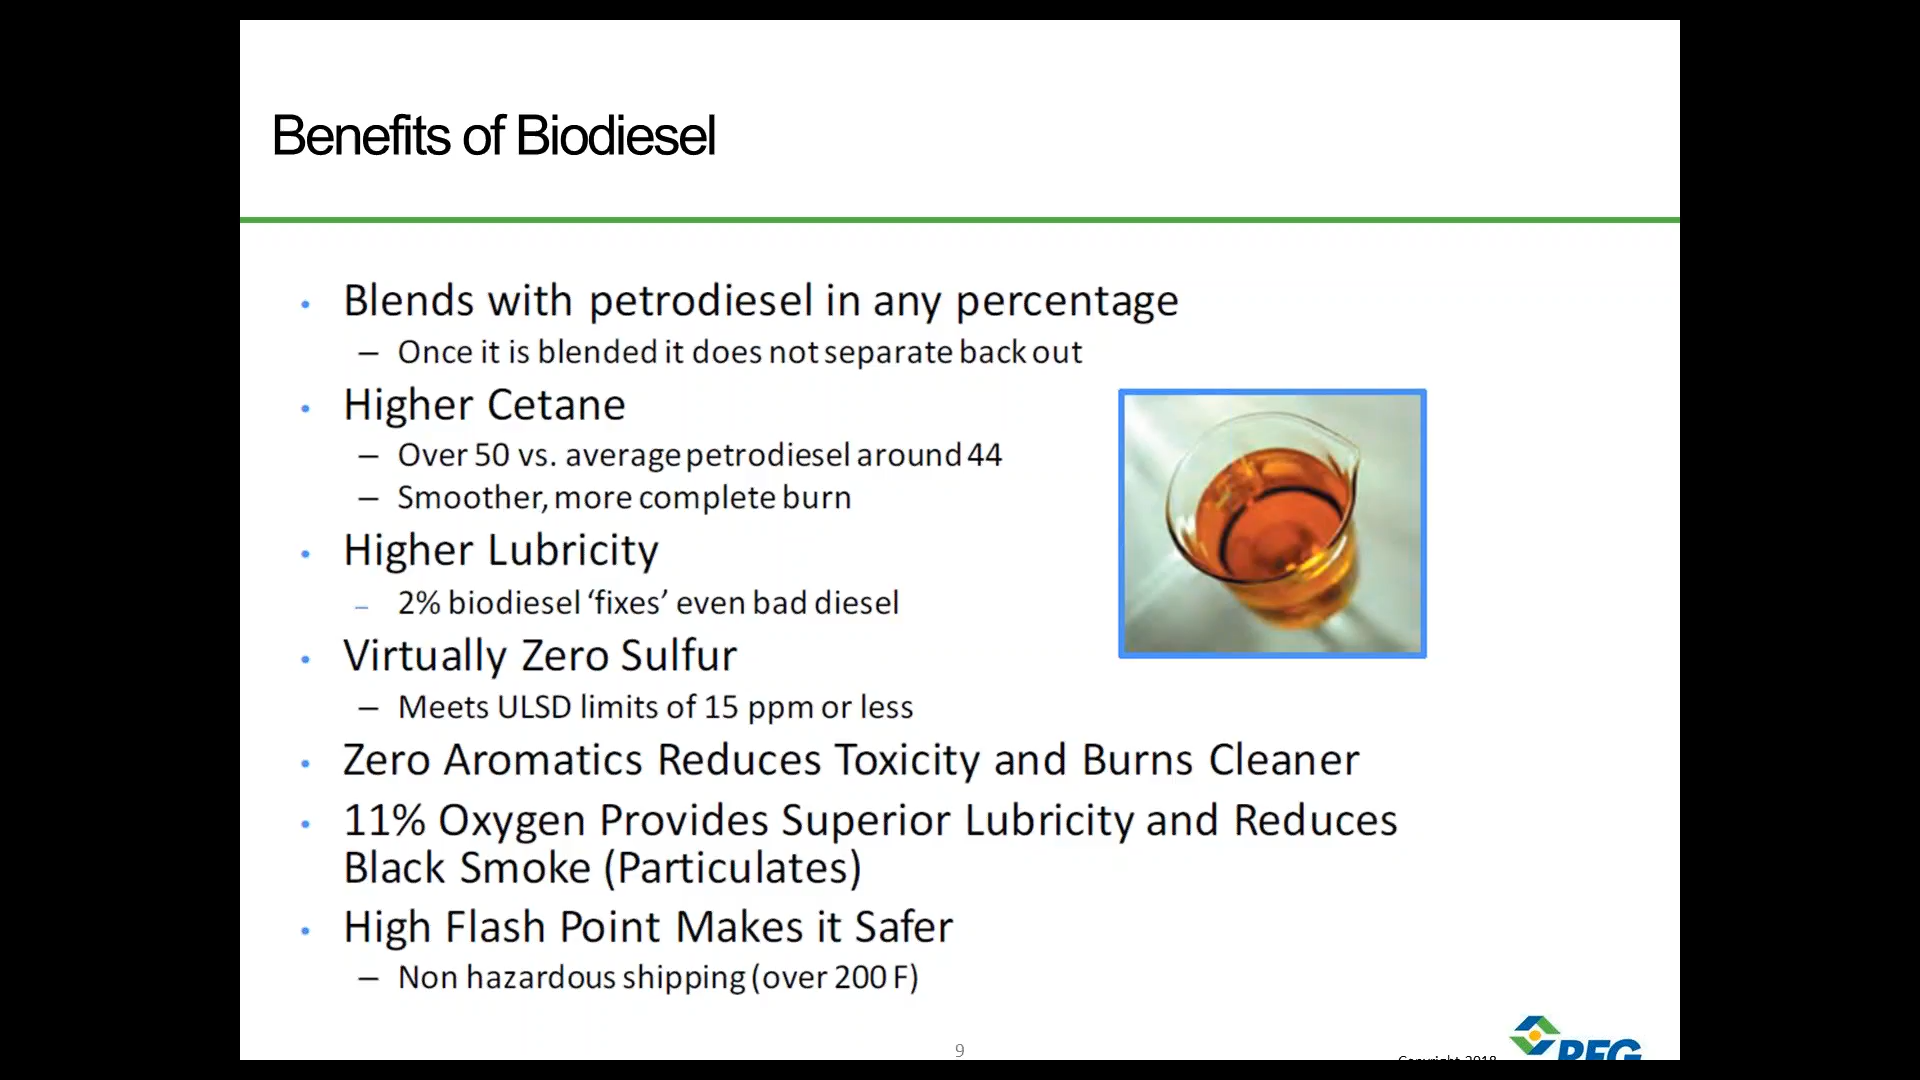 Benefits of Biodiesel
• Blends with petrodiesel in any percentage
– Once it is blended it does not separate back out
• Higher Cetane
– Over 50 vs. average petrodiesel around 44
– Smoother, more complete burn
• Higher Lubricity
– 2% biodiesel ‘fixes’ even bad diesel
• Virtually Zero Sulfur
– Meets ULSD limits of 15 ppm or less
• Zero Aromatics Reduces Toxicity and Burns Cleaner
• 11% Oxygen Provides Superior Lubricity and Reduces
Black Smoke (Particulates)
• High Flash Point Makes it Safer
– Non hazardous shipping (over 200 F)
9
Copyright 2018
REG